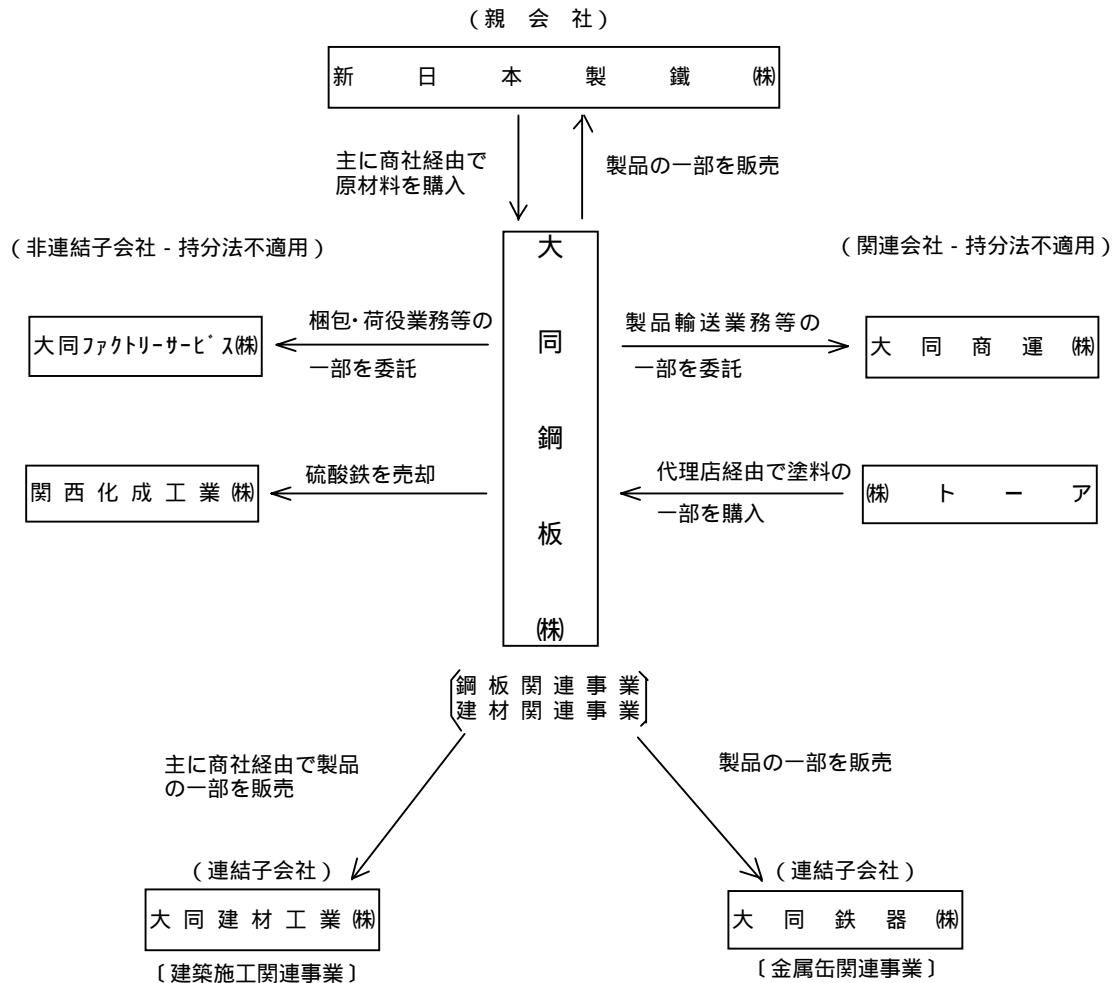 (親会社)
新日本製鐵㈱
主に商社経由で
原材料を購入
製品の一部を販売
(非連結子会社 - 持分法不適用)
(関連会社 - 持分法不適用)
大同鋼板㈱
梱包・荷役業務等の
一部を委託
大同ファクトリーサービス㈱
製品輸送業務等の
一部を委託
大同商運㈱
硫酸鉄を売却
関西化成工業㈱
代理店経由で塗料の
一部を購入
㈱トーア
鋼板関連事業
建材関連事業
主に商社経由で製品
の一部を販売
製品の一部を販売
(連結子会社)
大同建材工業㈱
〔建築施工関連事業〕
(連結子会社)
大同鉄器㈱
〔金属缶関連事業〕